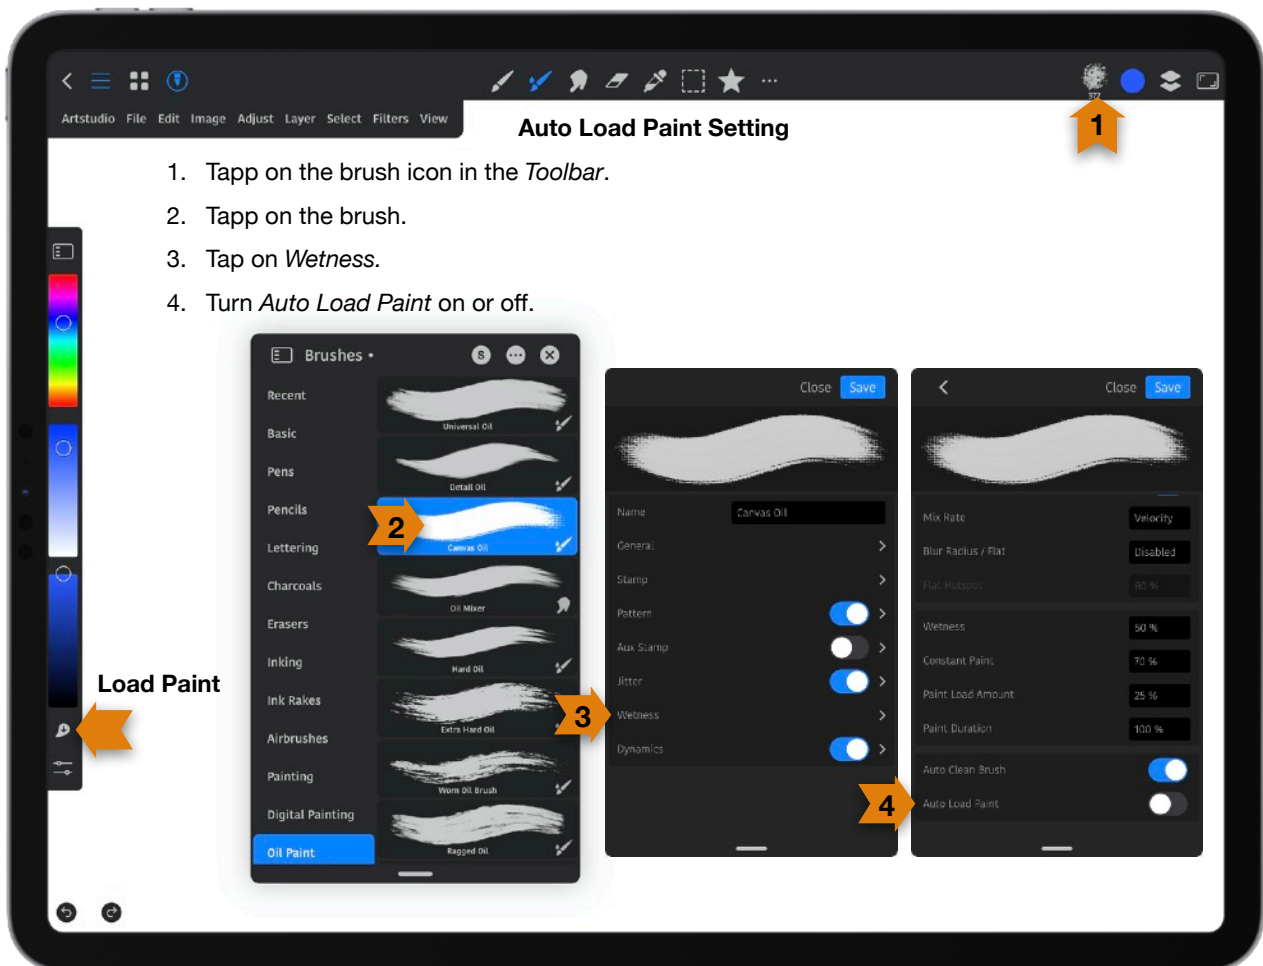 377
Artstudio File Edit Image Adjust Layer Select Filters View
Auto Load Paint Setting
1
1. Tapp on the brush icon in the Toolbar.
2. Tapp on the brush.
3. Tap on Wetness.
4. Turn Auto Load Paint on or off.
Brushes •
S
Recent
Basic
Pens
Pencils
Lettering
Charcoals
Erasers
Inking
Ink Rakes
Airbrushes
Painting
Digital Painting
Oil Paint
Universal Oil
Detail Oil
2
Canvas Oil
Oil Mixer
Hard Oil
Extra Hard Oil
Worn Oil Brush
Ragged Oil
Close Save
Name Canvas Oil
General
Stamp
Pattern
Aux Stamp
Jitter
3
Wetness
Dynamics
Close Save
Mix Rate Velocity
Blur Radius / Flat Disabled
Flat Hotspot 80 %
Wetness 50 %
Constant Paint 70 %
Paint Load Amount 25 %
Paint Duration 100 %
Auto Clean Brush
4
Auto Load Paint
Load Paint